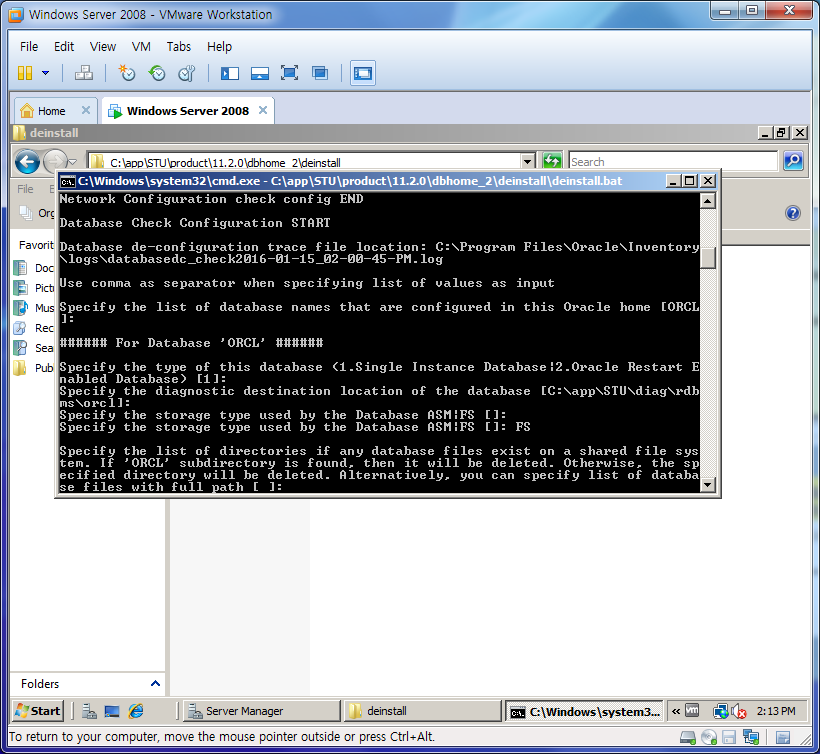 Windows Server 2008 - VMware Workstation
File Edit View VM Tabs Help
Home
Windows Server 2008
deinstall
C:\app\STU\product\11.2.0\dbhome_2\deinstall
Search
File
C:\Windows\system32\cmd.exe - C:\app\STU\product\11.2.0\dbhome_2\deinstall\deinstall.bat
Network Configuration check config END
Database Check Configuration START
Database de-configuration trace file location: C:\Program Files\Oracle\Inventory
\logs\databasedc_check2016-01-15_02-00-45-PM.log
Use comma as separator when specifying list of values as input
Specify the list of database names that are configured in this Oracle home [ORCL
]:
###### For Database 'ORCL' ######
Specify the type of this database (1.Single Instance Database|2.Oracle Restart E
nabled Database) [1]:
Specify the diagnostic destination location of the database [C:\app\STU\diag\rdb
ms\orcl]:
Specify the storage type used by the Database ASM|FS []:
Specify the storage type used by the Database ASM|FS []: FS
Specify the list of directories if any database files exist on a shared file sys
tem. If 'ORCL' subdirectory is found, then it will be deleted. Otherwise, the sp
ecified directory will be deleted. Alternatively, you can specify list of databa
se files with full path [ ]:
Org
Favorit
Doc
Pict
Mus
Rec
Sea
Publ
Folders
Start
Server Manager
deinstall
C:\Windows\system3...
«
vm
2:13 PM
To return to your computer, move the mouse pointer outside or press Ctrl+Alt.